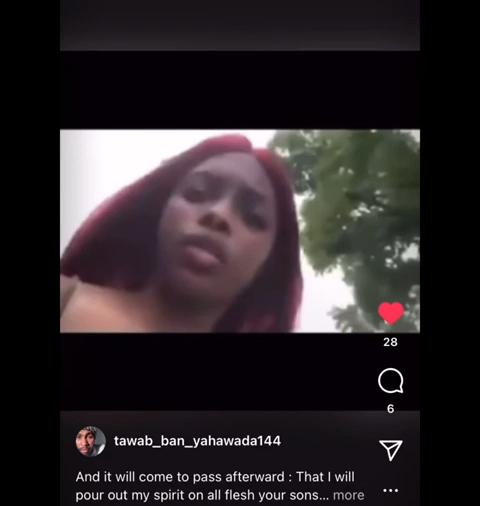 28
6
tawab_ban_yahawada144
And it will come to pass afterward : That I will
pour out my spirit on all flesh your sons... more